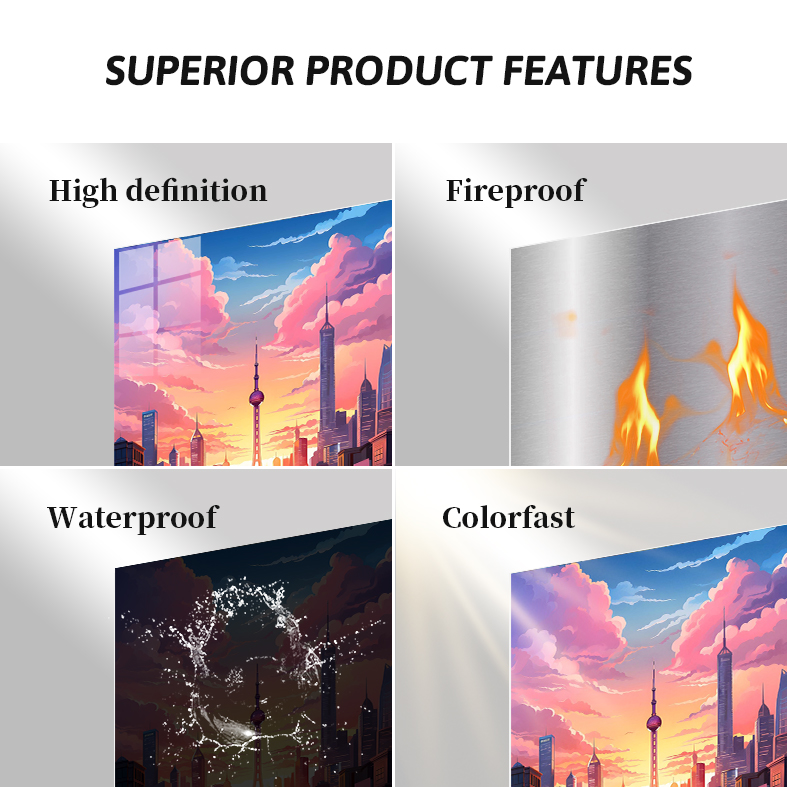 SUPERIOR PRODUCT FEATURES
High definition
Fireproof
Waterproof
Colorfast